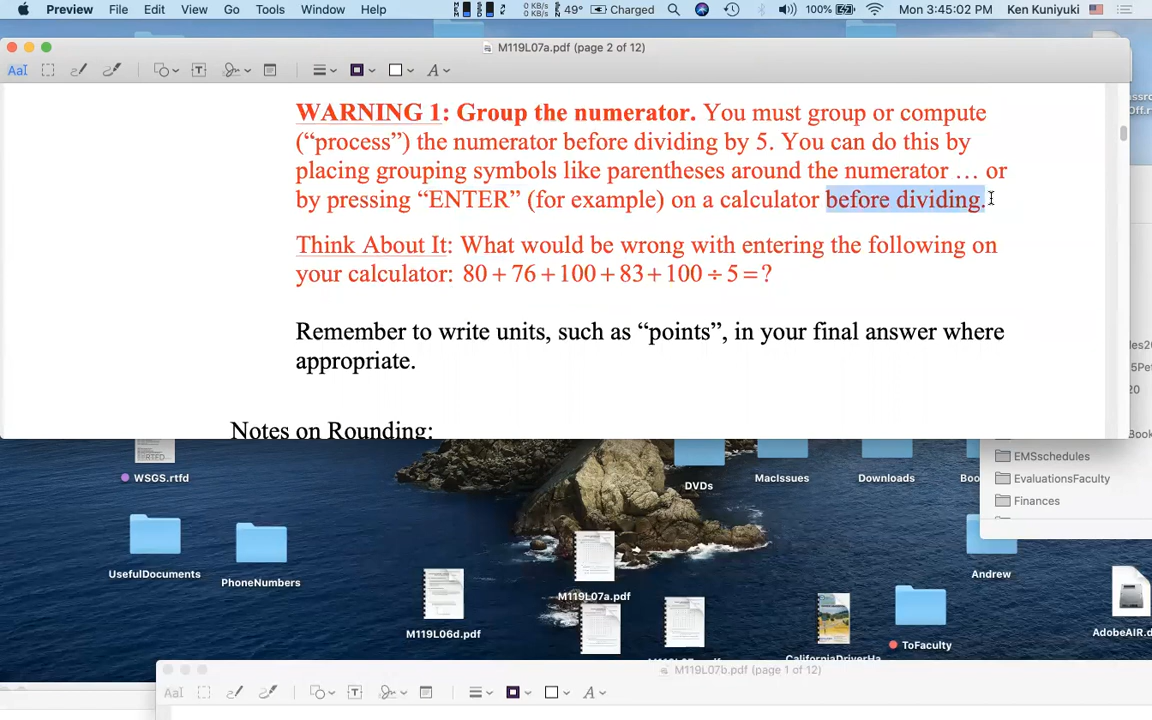 Preview File Edit View Go Tools Window Help 0 KB/s 0 KB/s 49° Charged 100% Mon 3:45:02 PM Ken Kuniyuki
M119L07a.pdf (page 2 of 12)
WARNING 1: Group the numerator. You must group or compute
(“process”) the numerator before dividing by 5. You can do this by
placing grouping symbols like parentheses around the numerator … or
by pressing “ENTER” (for example) on a calculator before dividing.
Think About It: What would be wrong with entering the following on
your calculator: 80 + 76 + 100 + 83 + 100 ÷ 5 = ?
Remember to write units, such as “points”, in your final answer where
appropriate.
Notes on Rounding:
EMSschedules
EvaluationsFaculty
Finances
WSGS.rtfd
DVDs
MacIssues
Downloads
UsefulDocuments
PhoneNumbers
Andrew
M119L07a.pdf
M119L06d.pdf
ToFaculty
AdobeAIR.d
M119L07b.pdf (page 1 of 12)